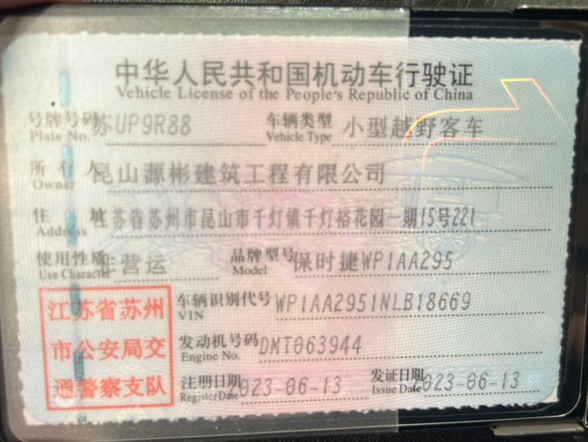 中华人民共和国机动车行驶证
Vehicle License of the People's Republic of China
号牌号码 苏UP9R88 车辆类型 小型越野客车
Plate No. Vehicle Type
所有人 昆山源彬建筑工程有限公司
Owner
住址 江苏省苏州市昆山市千灯镇千灯裕花园一期15号221
Address
使用性质 非营运 品牌型号 保时捷WP1AA295
Use Character Model
江苏省苏州 车辆识别代号 WP1AA2951NLB18669
VIN
市公安局交 发动机号码 DMT063944
Engine No.
通警察支队 注册日期 2023-06-13 发证日期 2023-06-13
Register Date Issue Date